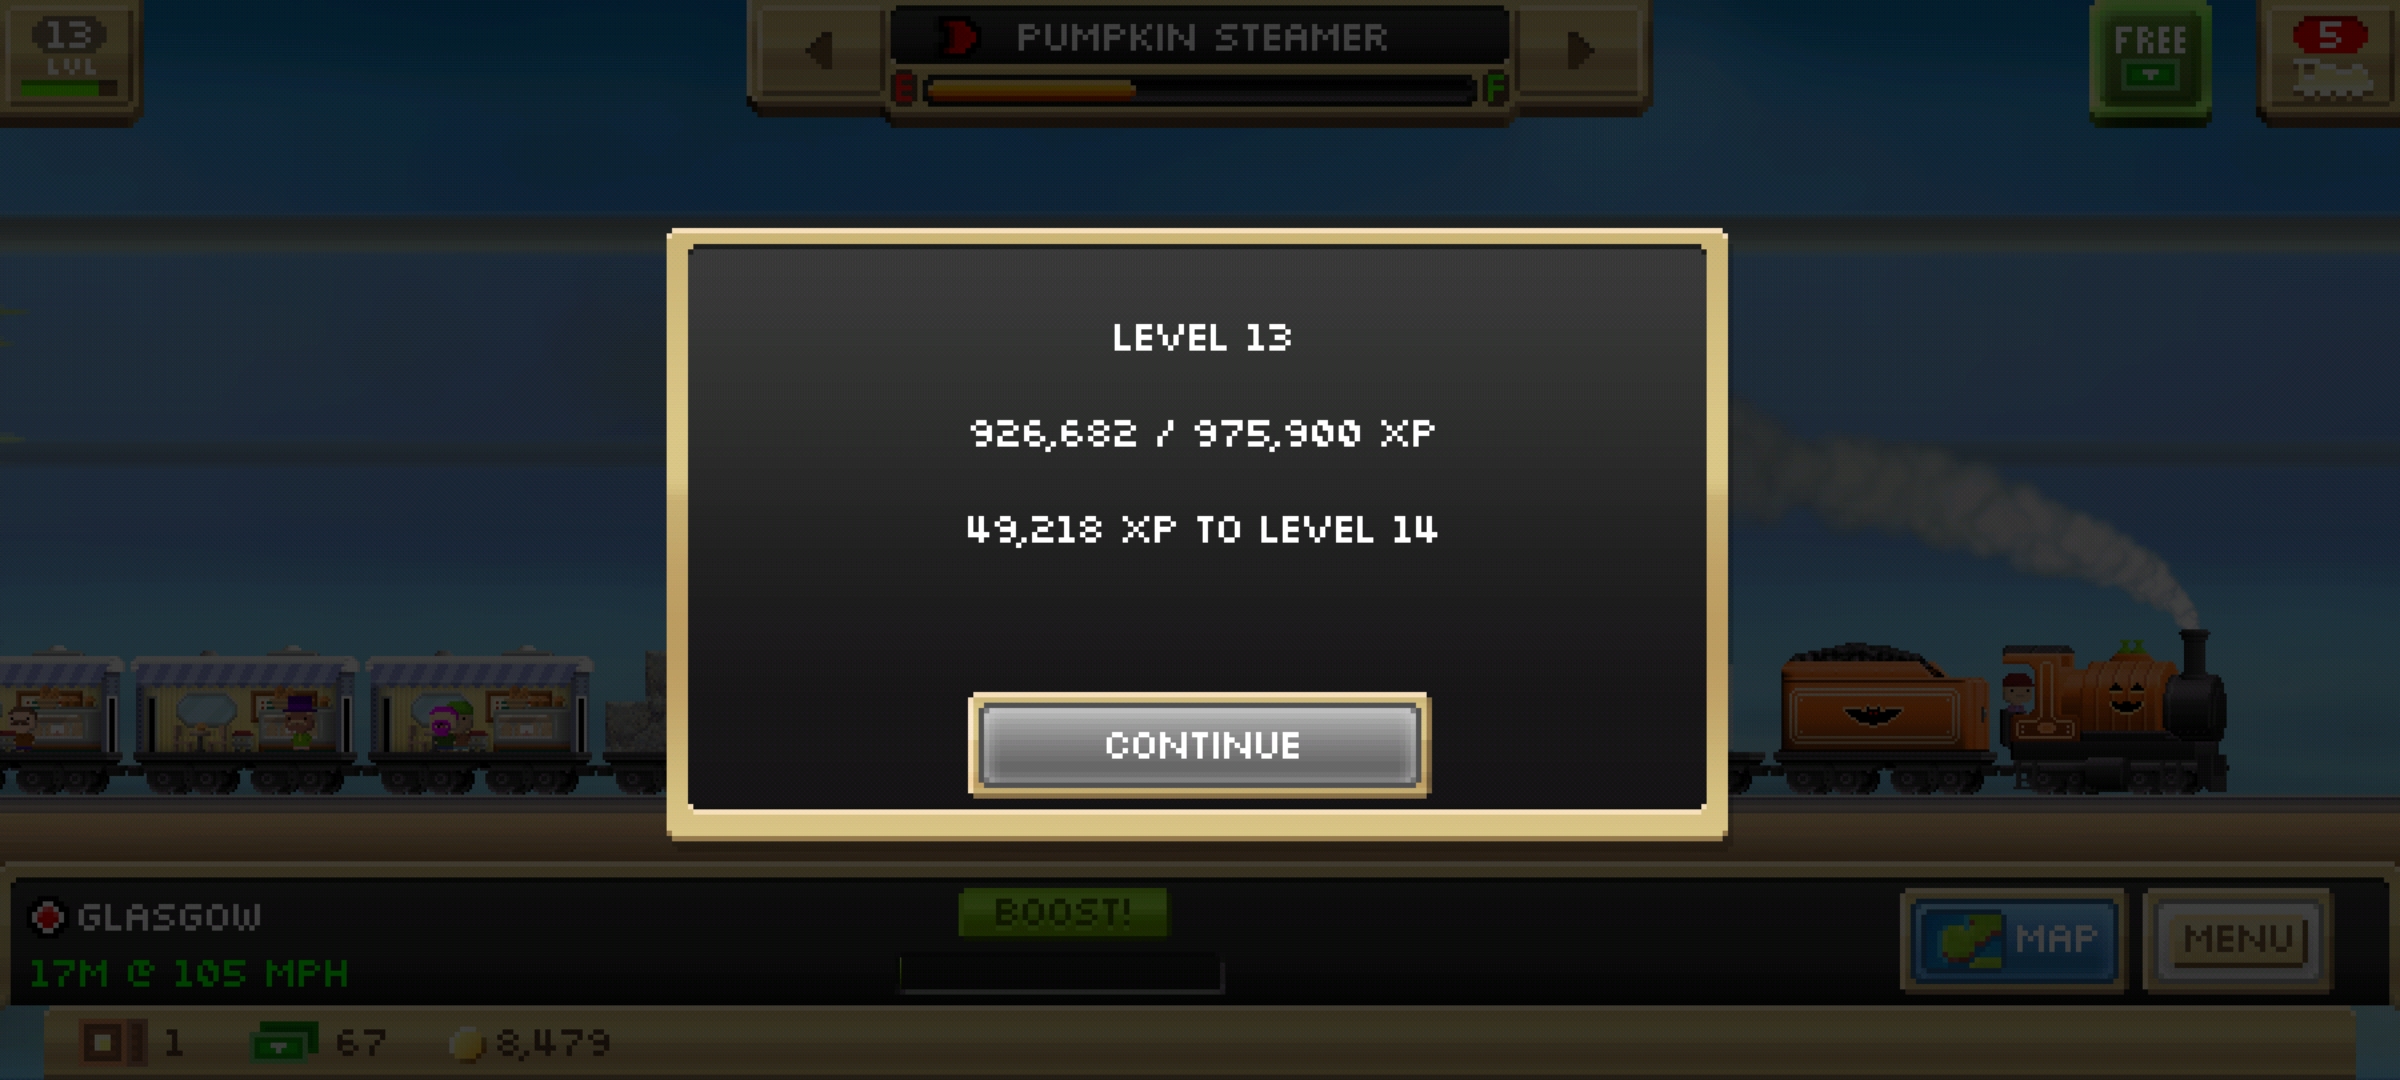 13
LVL
PUMPKIN STEAMER
E
F
FREE
5
LEVEL 13
926,682 / 975,900 XP
49,218 XP TO LEVEL 14
CONTINUE
GLASGOW
17M @ 105 MPH
BOOST!
MAP
MENU
1
67
8,479